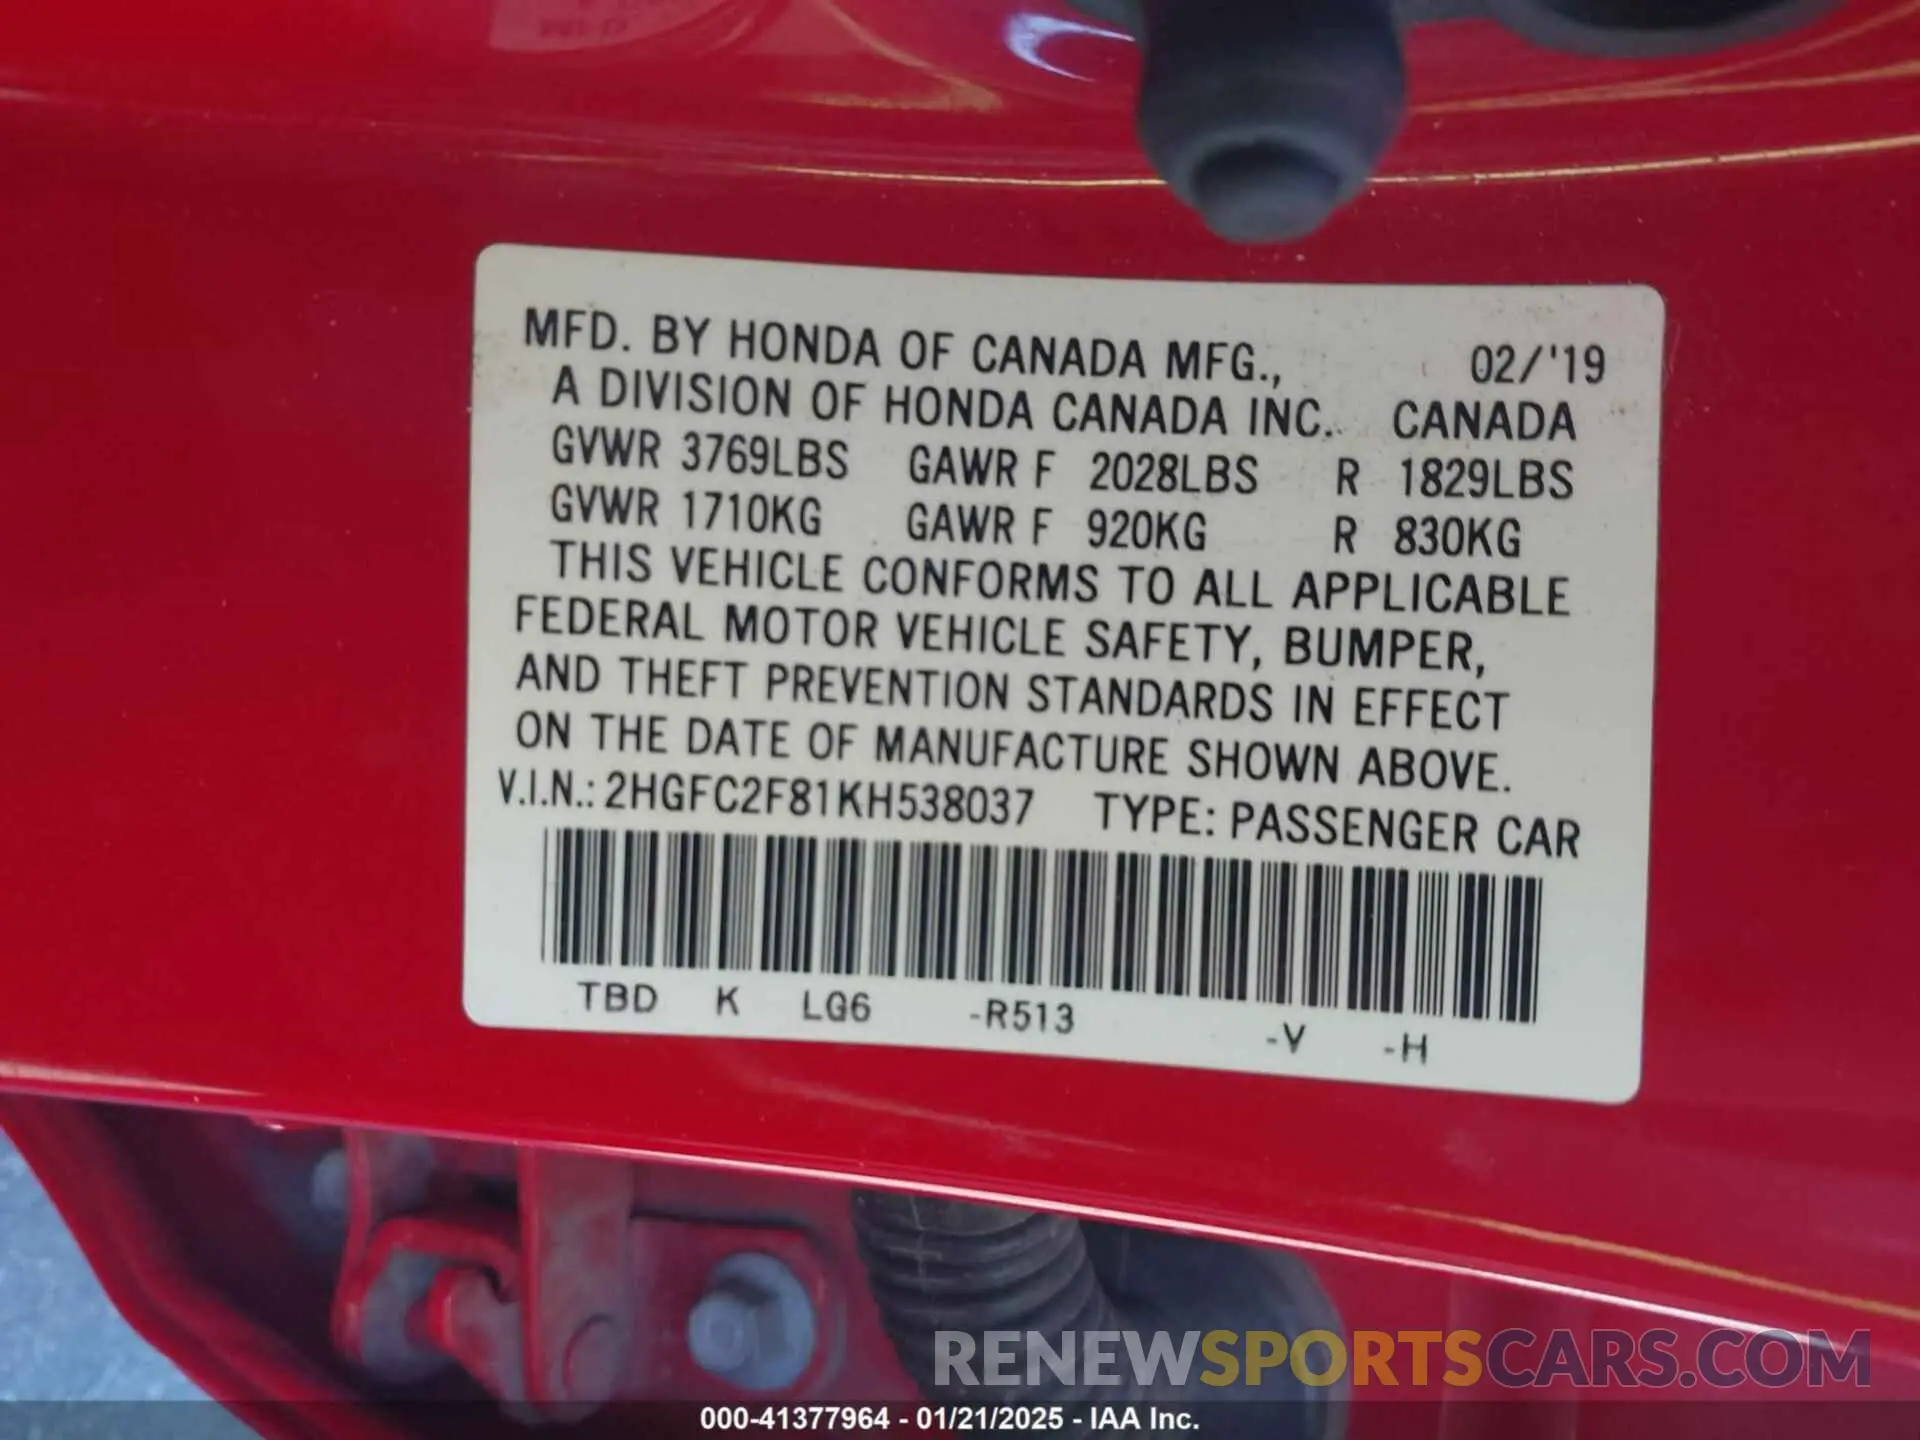 MFD. BY HONDA OF CANADA MFG., 02/'19
A DIVISION OF HONDA CANADA INC. CANADA
GVWR 3769LBS GAWR F 2028LBS R 1829LBS
GVWR 1710KG GAWR F 920KG R 830KG
THIS VEHICLE CONFORMS TO ALL APPLICABLE
FEDERAL MOTOR VEHICLE SAFETY, BUMPER,
AND THEFT PREVENTION STANDARDS IN EFFECT
ON THE DATE OF MANUFACTURE SHOWN ABOVE.
V.I.N.: 2HGFC2F81KH538037 TYPE: PASSENGER CAR
TBD K LG6 -R513 -V -H
RENEWSPORTSCARS.COM
000-41377964 - 01/21/2025 - IAA Inc.